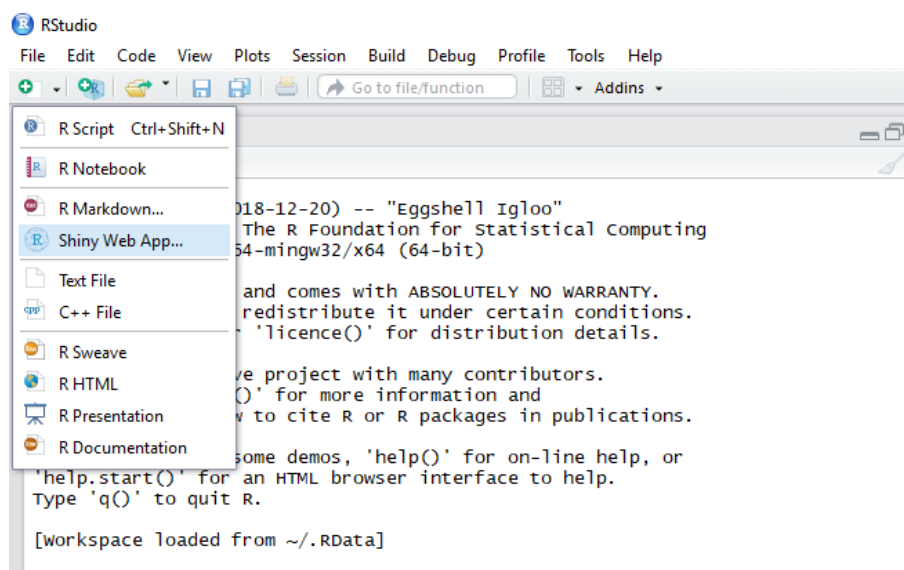 RStudio
File Edit Code View Plots Session Build Debug Profile Tools Help
Go to file/function Addins
R Script Ctrl+Shift+N
R Notebook
R Markdown...
Shiny Web App...
Text File
C++ File
R Sweave
R HTML
R Presentation
R Documentation
018-12-20) -- "Eggshell Igloo"
The R Foundation for Statistical Computing
64-mingw32/x64 (64-bit)
and comes with ABSOLUTELY NO WARRANTY.
redistribute it under certain conditions.
'licence()' for distribution details.
ve project with many contributors.
()' for more information and
to cite R or R packages in publications.
some demos, 'help()' for on-line help, or
'help.start()' for an HTML browser interface to help.
Type 'q()' to quit R.
[Workspace loaded from ~/.RData]